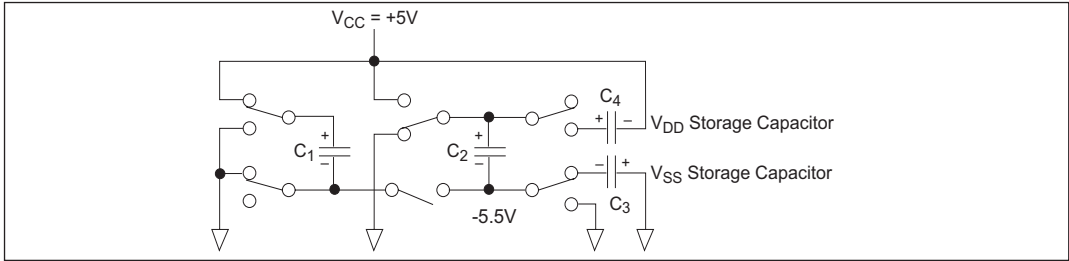 VCC = +5V
C4
+ –
VDD Storage Capacitor
+
C1
–
+
C2
–
– +
VSS Storage Capacitor
C3
-5.5V